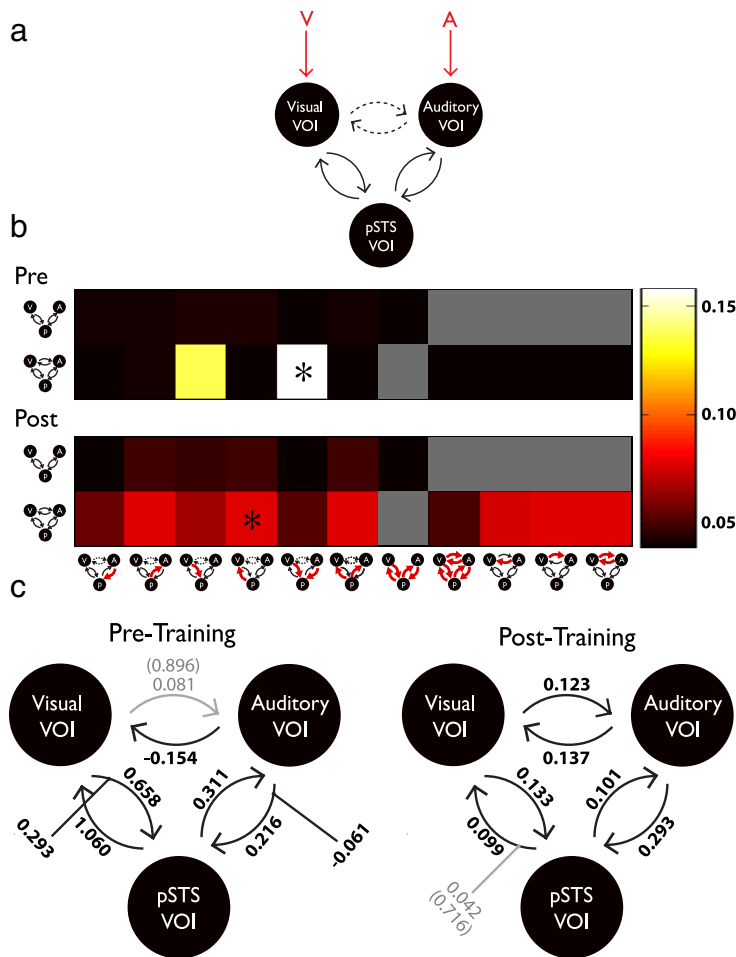 a
V A
Visual VOI
Auditory VOI
pSTS VOI
b
Pre
V A P
V A P
*
0.15
0.10
0.05
Post
V A P
V A P
*
V A P V A P V A P V A P V A P V A P V A P V A P V A P V A P V A P
c
Pre-Training
Visual VOI
Auditory VOI
pSTS VOI
(0.896)
0.081
-0.154
0.658
1.060
0.293
0.311
0.216
-0.061
Post-Training
Visual VOI
Auditory VOI
pSTS VOI
0.123
0.137
0.133
0.099
0.101
0.293
0.042
(0.716)